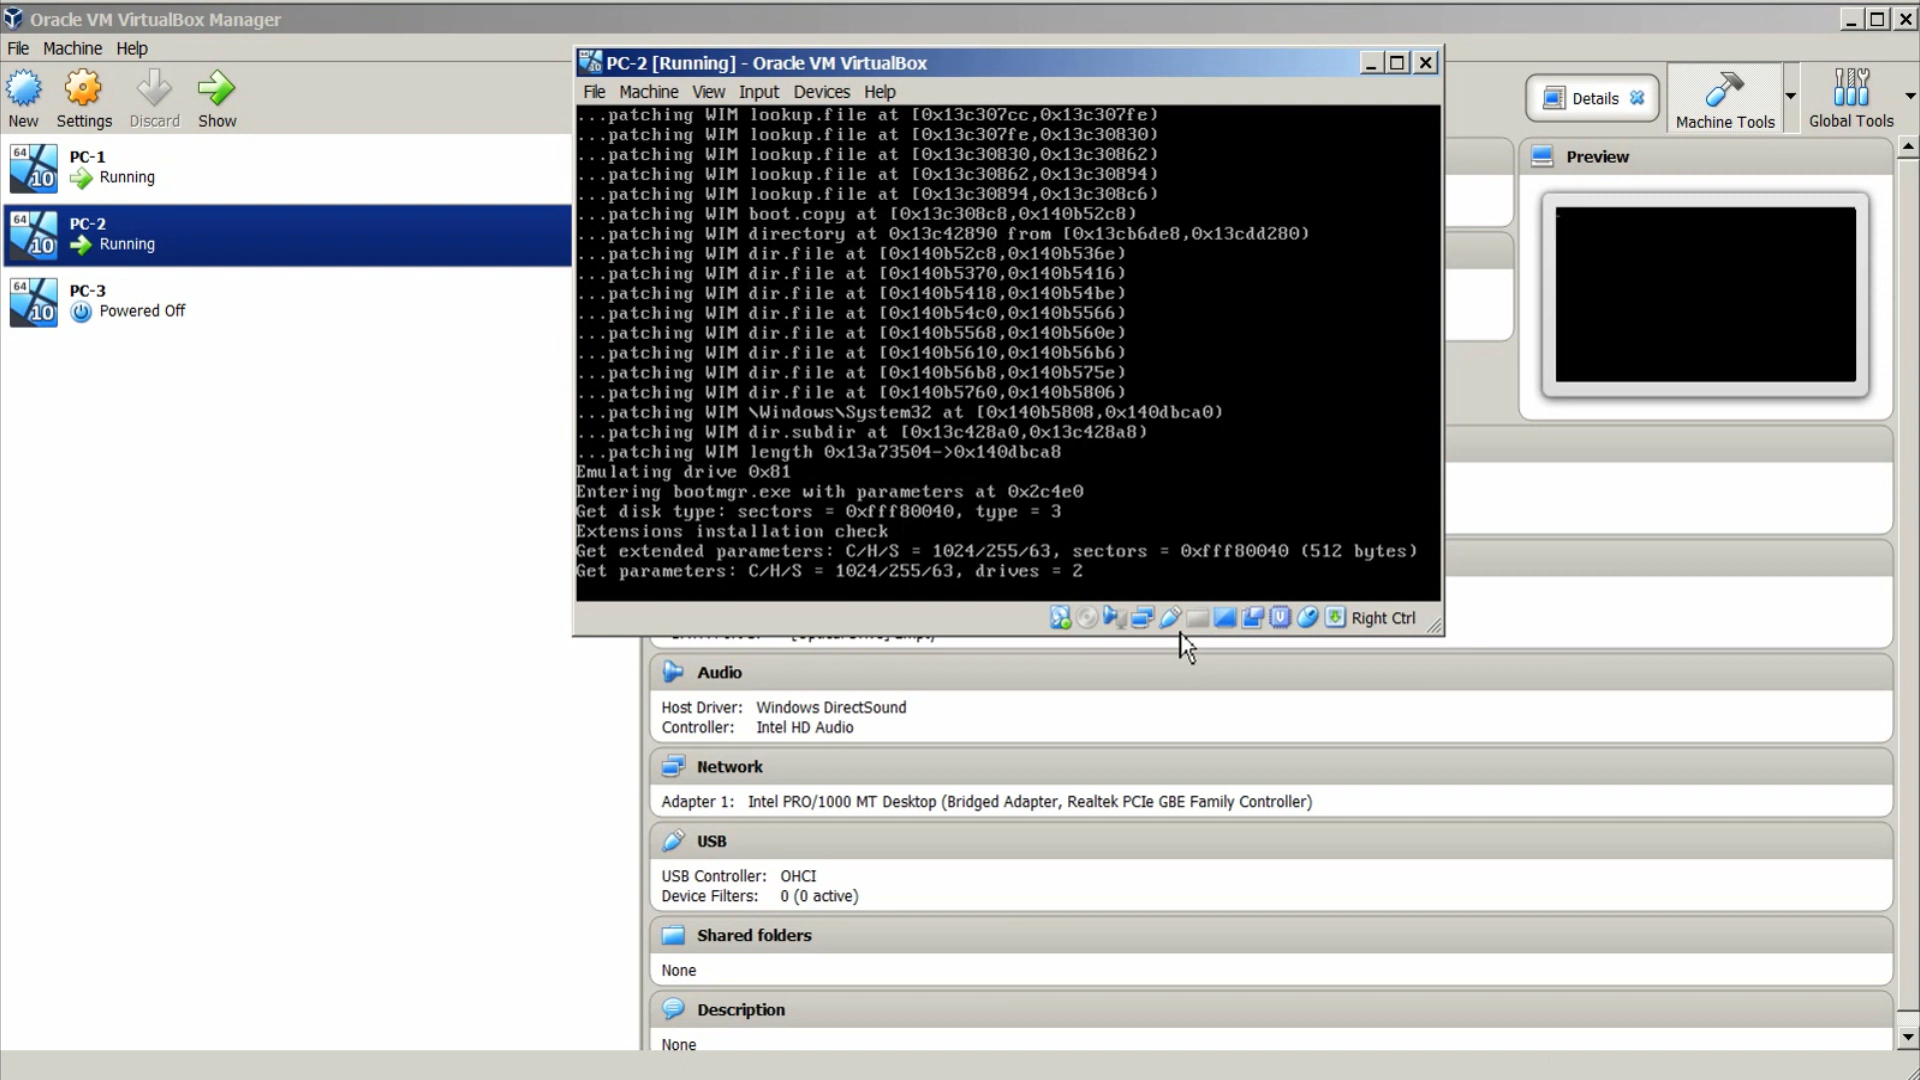 Oracle VM VirtualBox Manager
File Machine Help
New Settings Discard Show
64 10 PC-1
Running
64 10 PC-2
Running
64 10 PC-3
Powered Off
Details
Machine Tools
Global Tools
Preview
PC-2 [Running] - Oracle VM VirtualBox
File Machine View Input Devices Help
...patching WIM lookup.file at [0x13c307cc,0x13c307fe)
...patching WIM lookup.file at [0x13c307fe,0x13c30830)
...patching WIM lookup.file at [0x13c30830,0x13c30862)
...patching WIM lookup.file at [0x13c30862,0x13c30894)
...patching WIM lookup.file at [0x13c30894,0x13c308c6)
...patching WIM boot.copy at [0x13c308c8,0x140b52c8)
...patching WIM directory at 0x13c42890 from [0x13cb6de8,0x13cdd280)
...patching WIM dir.file at [0x140b52c8,0x140b536e)
...patching WIM dir.file at [0x140b5370,0x140b5416)
...patching WIM dir.file at [0x140b5418,0x140b54be)
...patching WIM dir.file at [0x140b54c0,0x140b5566)
...patching WIM dir.file at [0x140b5568,0x140b560e)
...patching WIM dir.file at [0x140b5610,0x140b56b6)
...patching WIM dir.file at [0x140b56b8,0x140b575e)
...patching WIM dir.file at [0x140b5760,0x140b5806)
...patching WIM \Windows\System32 at [0x140b5808,0x140dbca0)
...patching WIM dir.subdir at [0x13c428a0,0x13c428a8)
...patching WIM length 0x13a73504->0x140dbca8
Emulating drive 0x81
Entering bootmgr.exe with parameters at 0x2c4e0
Get disk type: sectors = 0xfff80040, type = 3
Extensions installation check
Get extended parameters: C/H/S = 1024/255/63, sectors = 0xfff80040 (512 bytes)
Get parameters: C/H/S = 1024/255/63, drives = 2
Right Ctrl
Audio
Host Driver: Windows DirectSound
Controller: Intel HD Audio
Network
Adapter 1: Intel PRO/1000 MT Desktop (Bridged Adapter, Realtek PCIe GBE Family Controller)
USB
USB Controller: OHCI
Device Filters: 0 (0 active)
Shared folders
None
Description
None